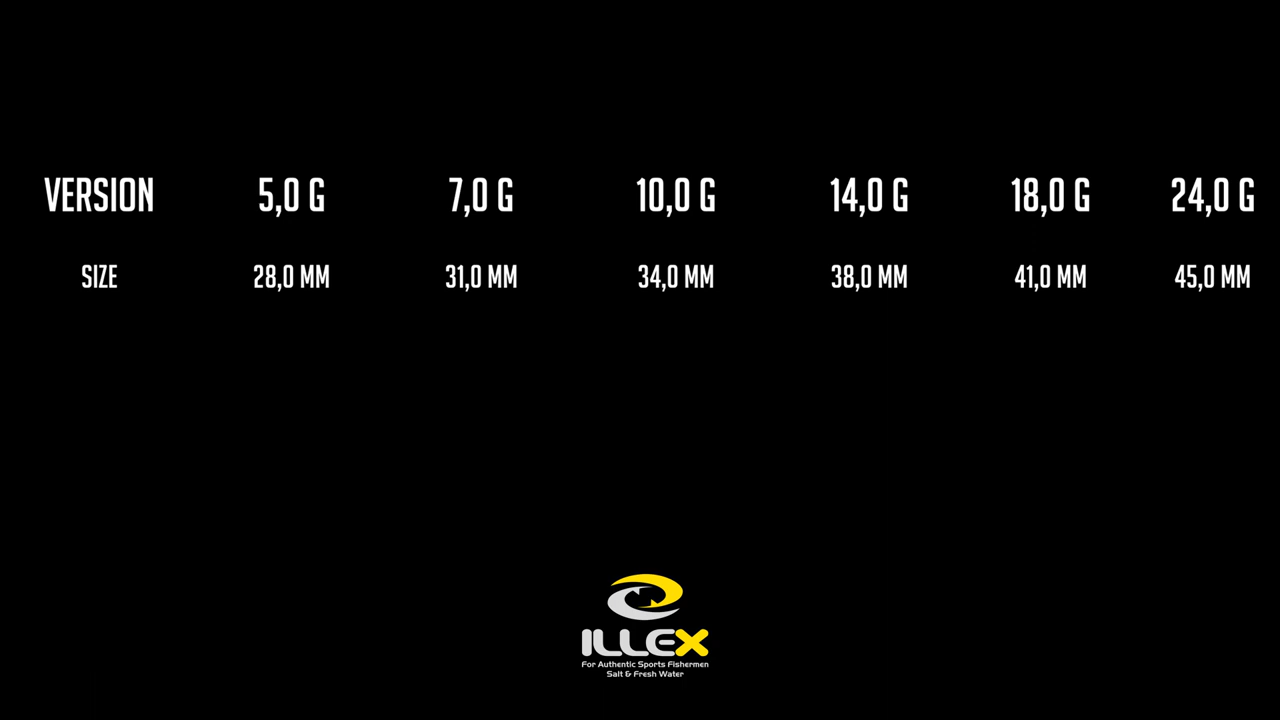 VERSION 5,0 G 7,0 G 10,0 G 14,0 G 18,0 G 24,0 G
SIZE 28,0 MM 31,0 MM 34,0 MM 38,0 MM 41,0 MM 45,0 MM
ILLEX
For Authentic Sports Fishermen
Salt & Fresh Water